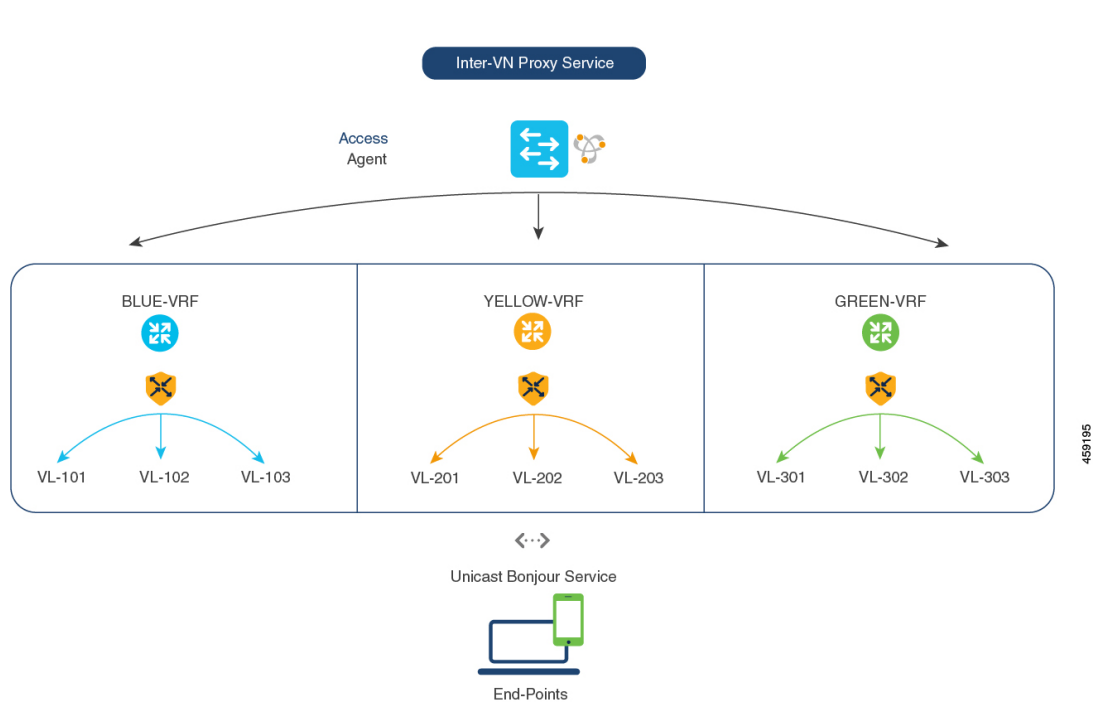 Inter-VN Proxy Service
Access
Agent
BLUE-VRF
YELLOW-VRF
GREEN-VRF
VL-101
VL-102
VL-103
VL-201
VL-202
VL-203
VL-301
VL-302
VL-303
459195
Unicast Bonjour Service
End-Points